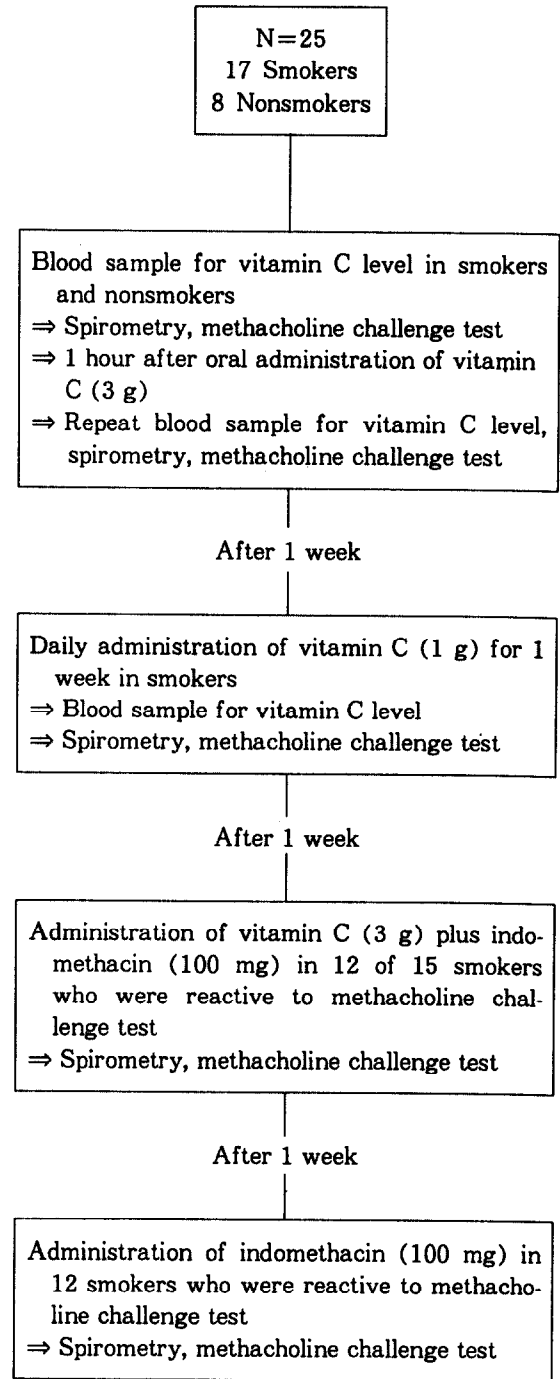 N=25
17 Smokers
8 Nonsmokers
Blood sample for vitamin C level in smokers
and nonsmokers
⇒ Spirometry, methacholine challenge test
⇒ 1 hour after oral administration of vitamin
C (3 g)
⇒ Repeat blood sample for vitamin C level,
spirometry, methacholine challenge test
After 1 week
Daily administration of vitamin C (1 g) for 1
week in smokers
⇒ Blood sample for vitamin C level
⇒ Spirometry, methacholine challenge test
After 1 week
Administration of vitamin C (3 g) plus indo-
methacin (100 mg) in 12 of 15 smokers
who were reactive to methacholine chal-
lenge test
⇒ Spirometry, methacholine challenge test
After 1 week
Administration of indomethacin (100 mg) in
12 smokers who were reactive to methacho-
line challenge test
⇒ Spirometry, methacholine challenge test